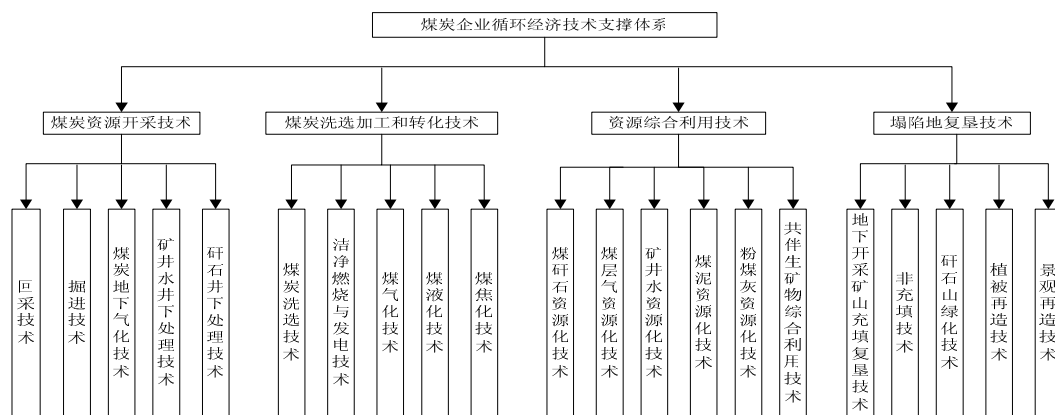 煤炭企业循环经济技术支撑体系
煤炭资源开采技术
煤炭洗选加工和转化技术
资源综合利用技术
塌陷地复垦技术
回采技术
掘进技术
煤炭地下气化技术
矿井水井下处理技术
矸石井下处理技术
煤炭洗选技术
洁净燃烧与发电技术
煤气化技术
煤液化技术
煤焦化技术
煤矸石资源化技术
煤层气资源化技术
矿井水资源化技术
煤泥资源化技术
粉煤灰资源化技术
共伴生矿物综合利用技术
地下开采矿山充填复垦技术
非充填技术
矸石山绿化技术
植被再造技术
景观再造技术